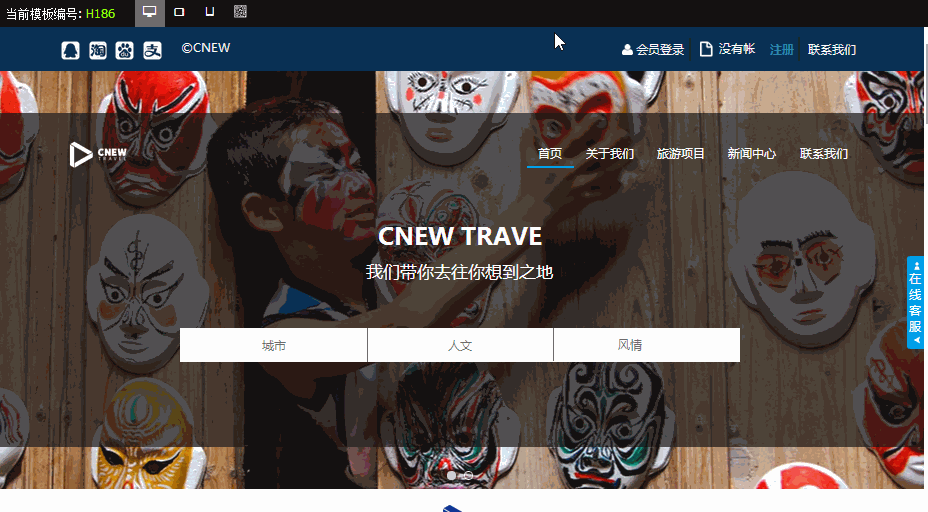 当前模板编号: H186
©CNEW
会员登录
没有帐
注册
联系我们
CNEW
TRAVEL
首页
关于我们
旅游项目
新闻中心
联系我们
CNEW TRAVE
我们带你去往你想到之地
城市
人文
风情
在线客服
淘
支